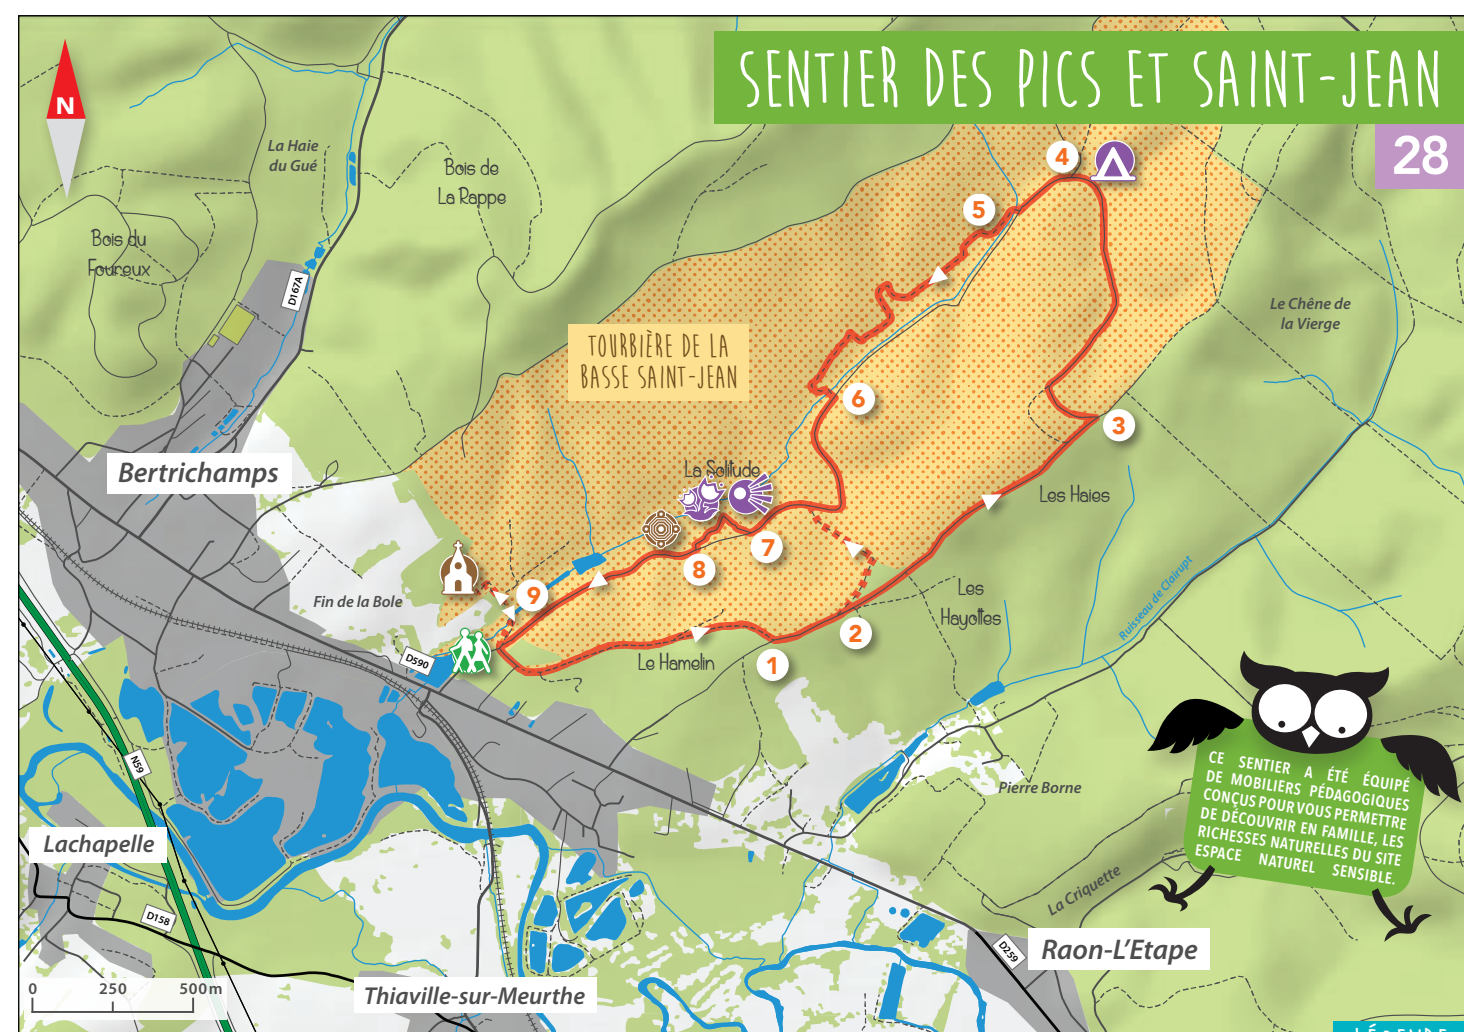 SENTIER DES PICS ET SAINT-JEAN
28
N
La Haie
du Gué
Bois de
La Rappe
Bois du
Foureux
D167A
4
5
TOURBIÈRE DE LA
BASSE SAINT-JEAN
Le Chêne de
la Vierge
6
3
Bertrichamps
La Solitude
Les Haies
7
8
9
Fin de la Bole
Les
Hayottes
Ruisseau de Clairupt
2
1
D590
Le Hamelin
N59
Pierre Borne
CE SENTIER A ÉTÉ ÉQUIPÉ
DE MOBILIERS PÉDAGOGIQUES
CONÇUS POUR VOUS PERMETTRE
DE DÉCOUVRIR EN FAMILLE, LES
RICHESSES NATURELLES DU SITE
ESPACE NATUREL SENSIBLE.
Lachapelle
La Criquette
D158
D259
Raon-L'Etape
0 250 500m
Thiaville-sur-Meurthe